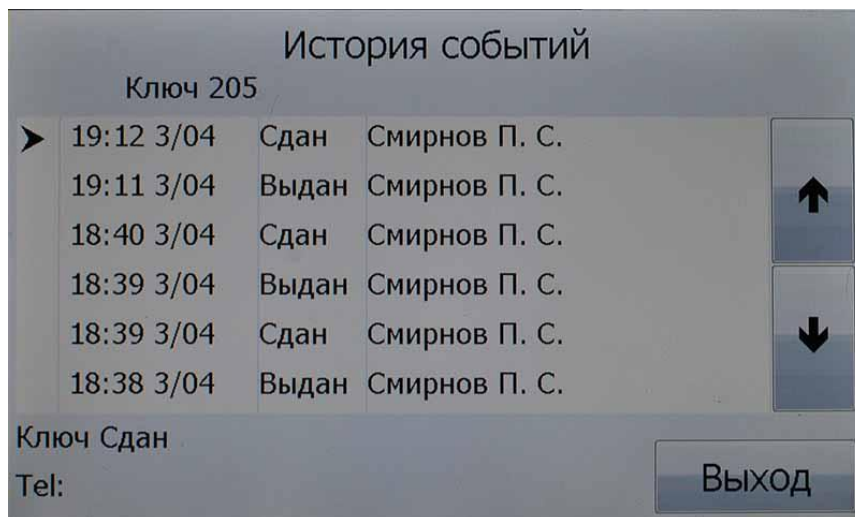 История событий
Ключ 205
19:12 3/04 Сдан Смирнов П. С.
19:11 3/04 Выдан Смирнов П. С.
18:40 3/04 Сдан Смирнов П. С.
18:39 3/04 Выдан Смирнов П. С.
18:39 3/04 Сдан Смирнов П. С.
18:38 3/04 Выдан Смирнов П. С.
Ключ Сдан
Tel:
Выход